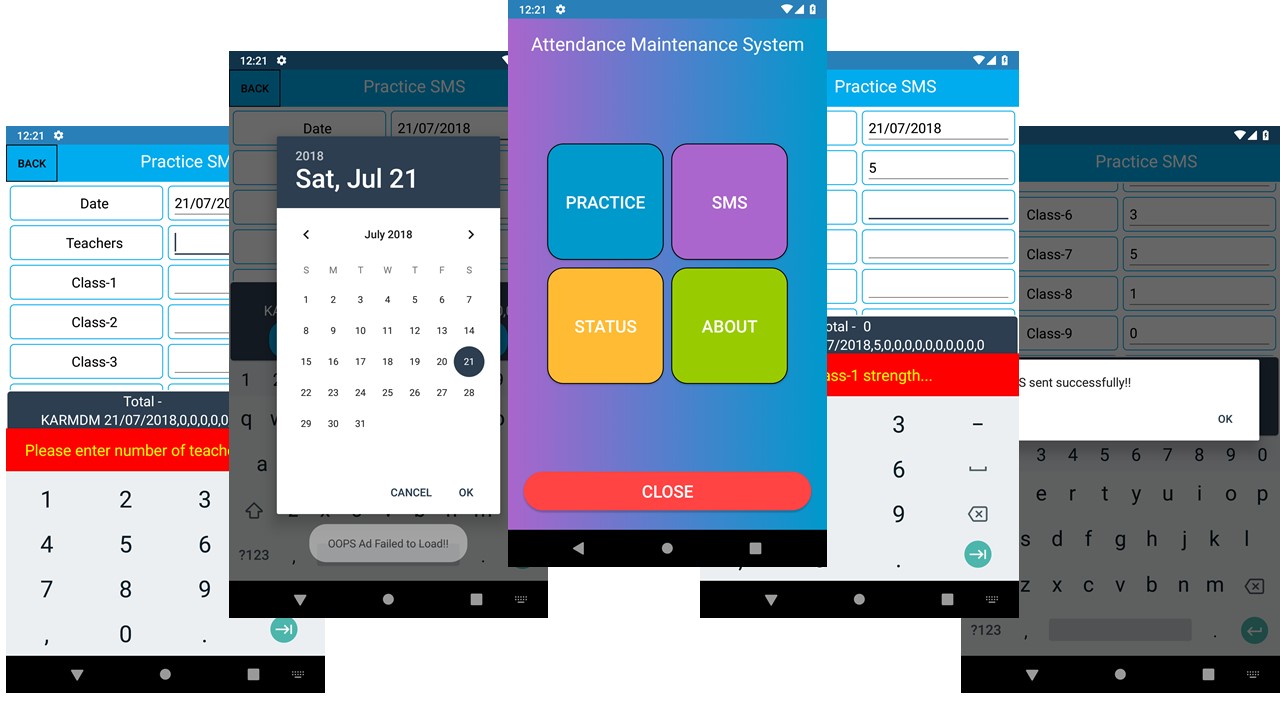 12:21
BACK
Practice SM
Date
21/07/20
Teachers
Class-1
Class-2
Class-3
Total -
KARMDM 21/07/2018,0,0,0,0,0
Please enter number of teach
1 2 3
4 5 6
7 8 9
, 0 .
12:21
BACK
Practice SMS
Date
21/07/2018
2018
Sat, Jul 21
July 2018
S M T W T F S
1 2 3 4 5 6 7
8 9 10 11 12 13 14
15 16 17 18 19 20 21
22 23 24 25 26 27 28
29 30 31
CANCEL OK
KA
1
q
a
?123 , .
OOPS Ad Failed to Load!!
12:21
Attendance Maintenance System
PRACTICE
SMS
STATUS
ABOUT
CLOSE
Practice SMS
21/07/2018
5
otal - 0
7/2018,5,0,0,0,0,0,0,0,0,0,0
ass-1 strength...
3 -
6
9
, .
Practice SMS
Class-6
3
Class-7
5
Class-8
1
Class-9
0
S sent successfully!!
OK
3 4 5 6 7 8 9 0
e r t y u i o p
s d f g h j k l
z x c v b n m
?123 , .